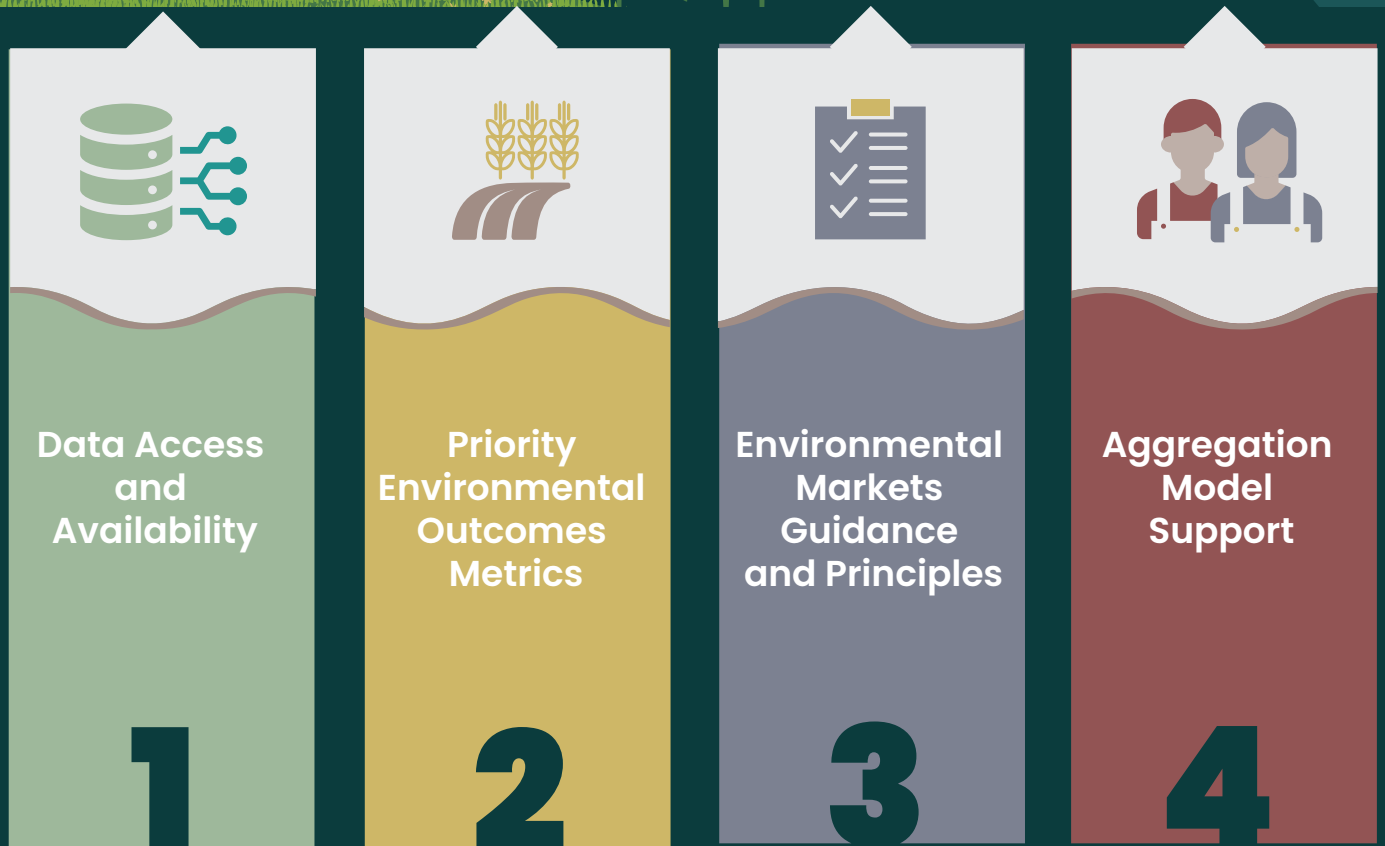 Data Access
and
Availability
1
Priority
Environmental
Outcomes
Metrics
2
Environmental
Markets
Guidance
and Principles
3
Aggregation
Model
Support
4